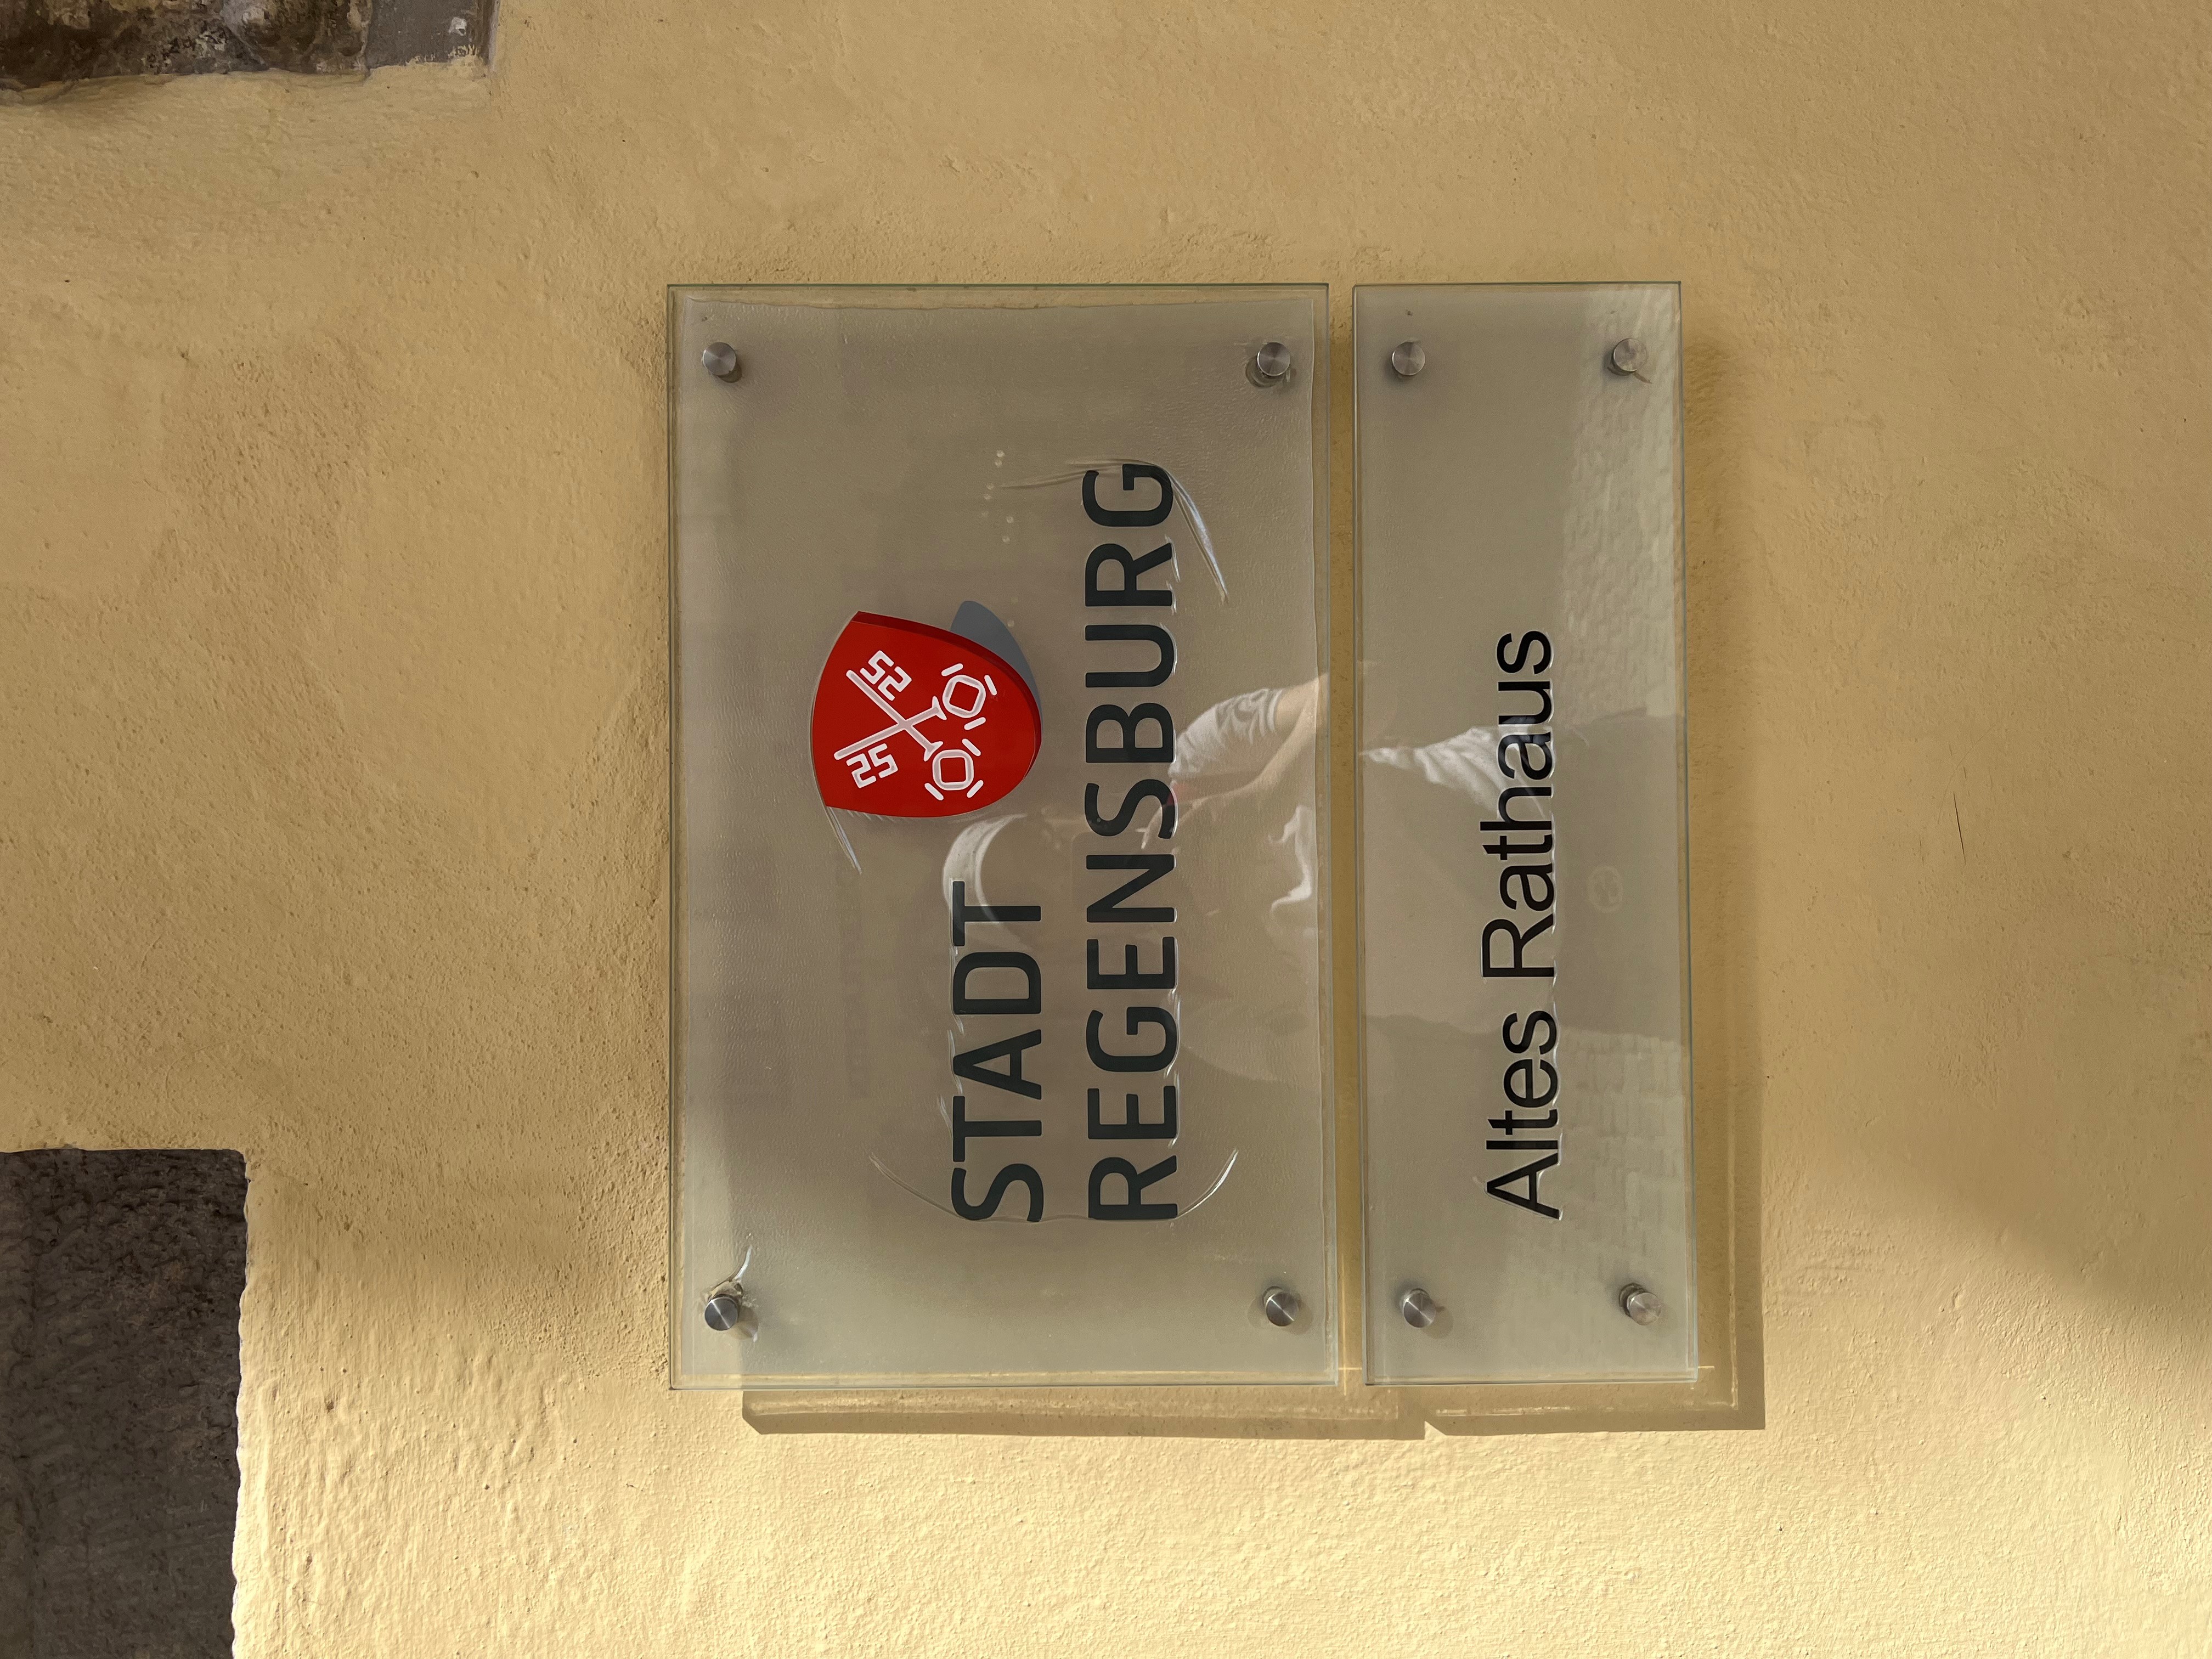 STADT
REGENSBURG
Altes Rathaus